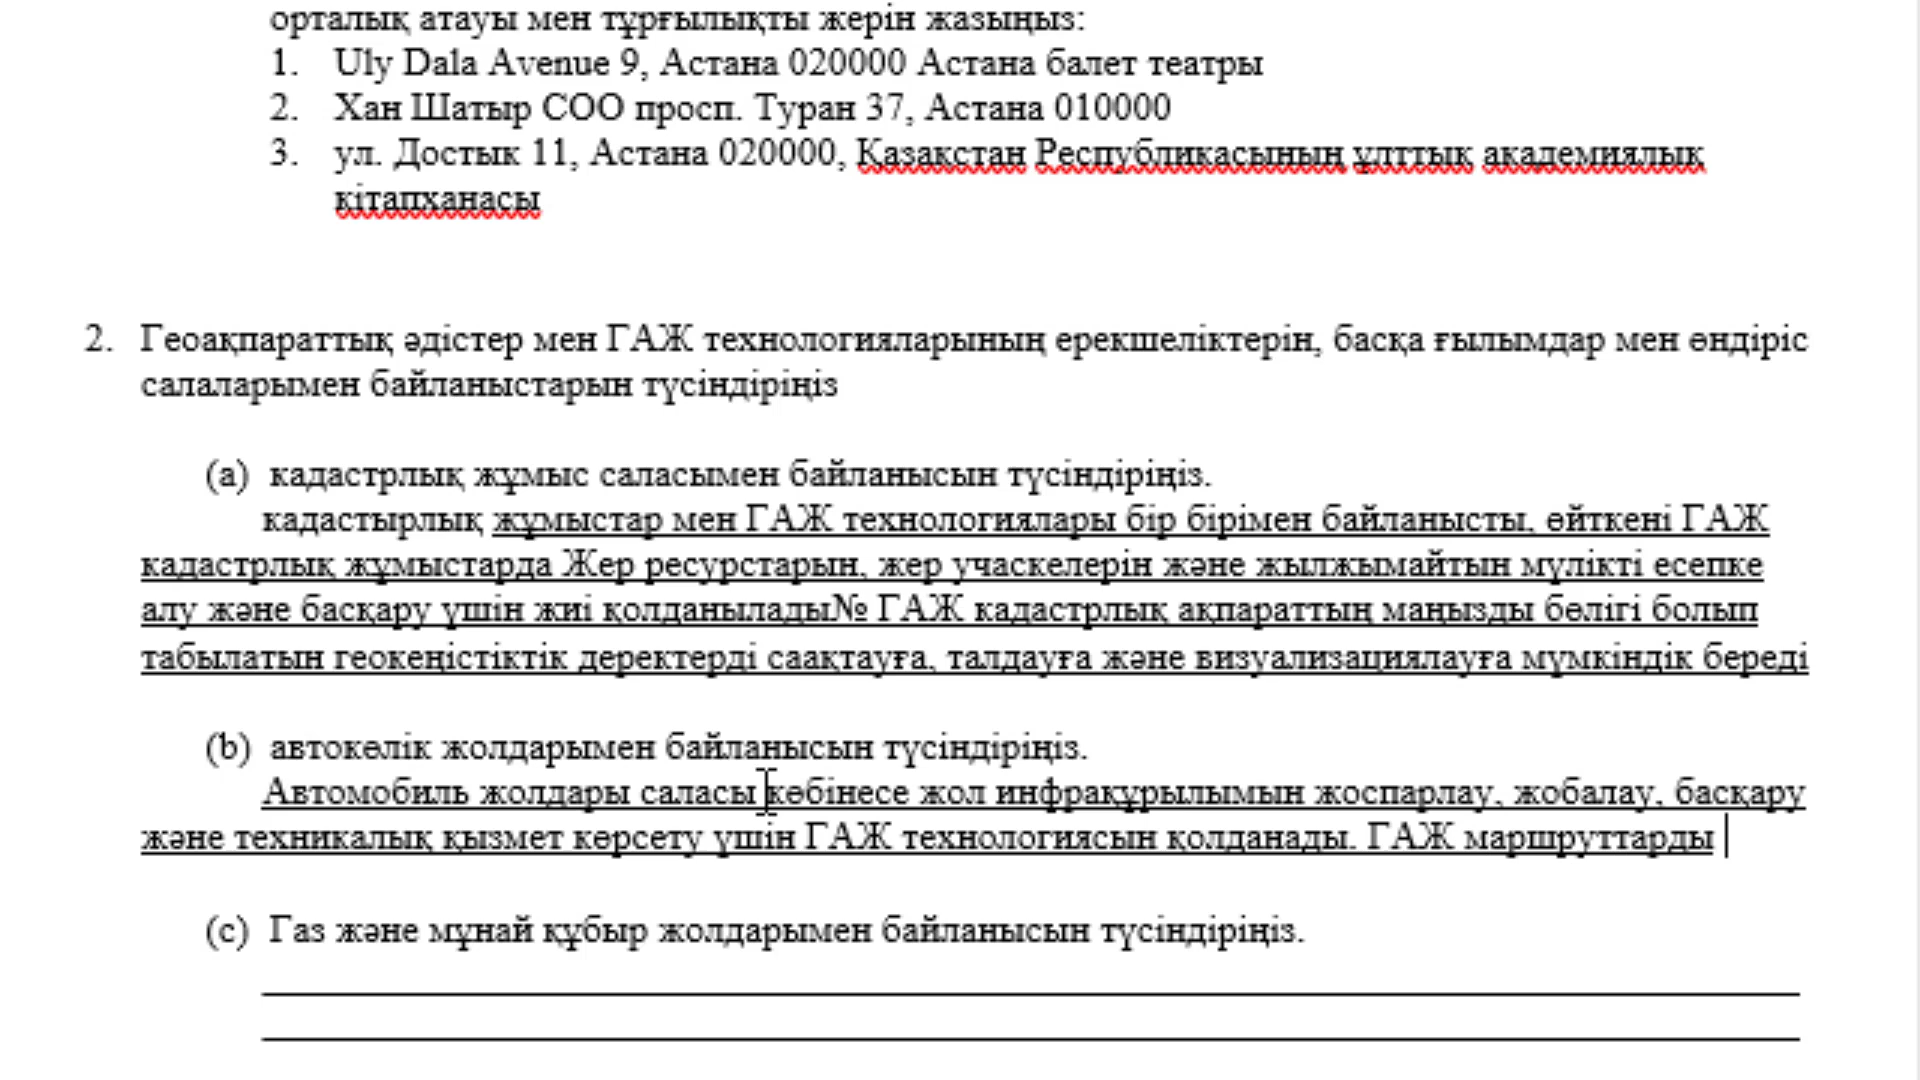 орталық атауы мен тұрғылықты жерін жазыңыз:
1. Uly Dala Avenue 9, Астана 020000 Астана балет театры
2. Хан Шатыр СОО просп. Туран 37, Астана 010000
3. ул. Достык 11, Астана 020000, Қазақстан Республикасының ұлттық академиялық
кітапханасы
2. Геоақпараттық әдістер мен ГАЖ технологияларының ерекшеліктерін, басқа ғылымдар мен өндіріс
салаларымен байланыстарын түсіндіріңіз
(a) кадастрлық жұмыс саласымен байланысын түсіндіріңіз.
кадастырлық жұмыстар мен ГАЖ технологиялары бір бірімен байланысты, өйткені ГАЖ
кадастрлық жұмыстарда Жер ресурстарын, жер учаскелерін және жылжымайтын мүлікті есепке
алу және басқару үшін жиі қолданылады№ ГАЖ кадастрлық ақпараттың маңызды бөлігі болып
табылатын геокеңістіктік деректерді саақтауға, талдауға және визуализациялауға мүмкіндік береді
(b) автокөлік жолдарымен байланысын түсіндіріңіз.
Автомобиль жолдары саласы көбінесе жол инфрақұрылымын жоспарлау, жобалау, басқару
және техникалық қызмет көрсету үшін ГАЖ технологиясын қолданады. ГАЖ маршруттарды
(c) Газ және мұнай құбыр жолдарымен байланысын түсіндіріңіз.